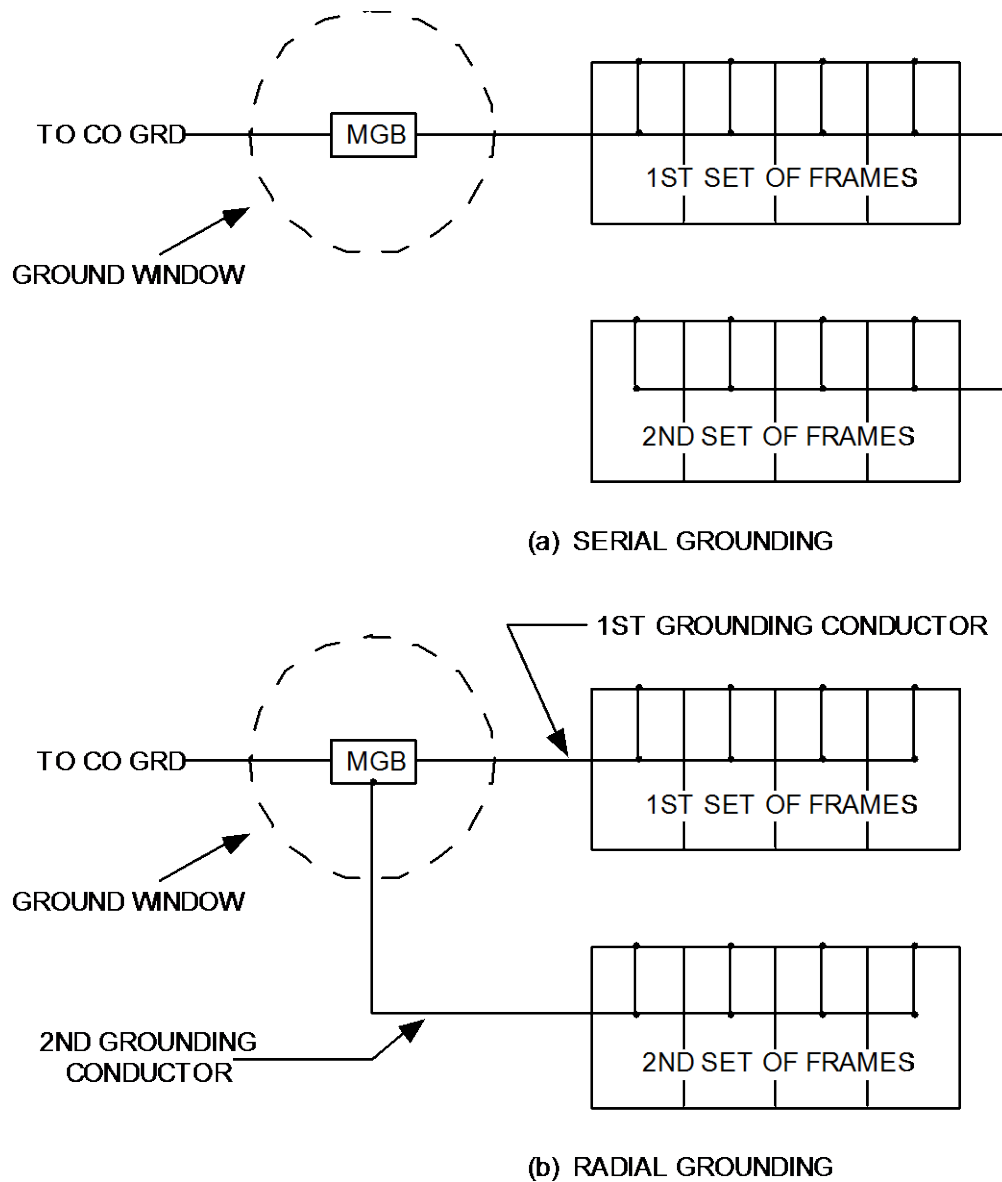 TO CO GRD
MGB
1ST SET OF FRAMES
GROUND WINDOW
2ND SET OF FRAMES
(a) SERIAL GROUNDING
1ST GROUNDING CONDUCTOR
TO CO GRD
MGB
1ST SET OF FRAMES
GROUND WINDOW
2ND GROUNDING
CONDUCTOR
2ND SET OF FRAMES
(b) RADIAL GROUNDING